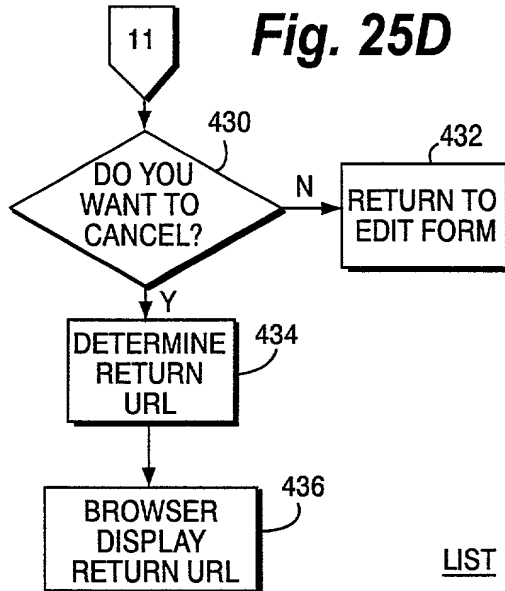 11
Fig. 25D
430
DO YOU
WANT TO
CANCEL?
N
432
RETURN TO
EDIT FORM
Y
DETERMINE
RETURN
URL
434
BROWSER
DISPLAY
RETURN URL
436
LIST